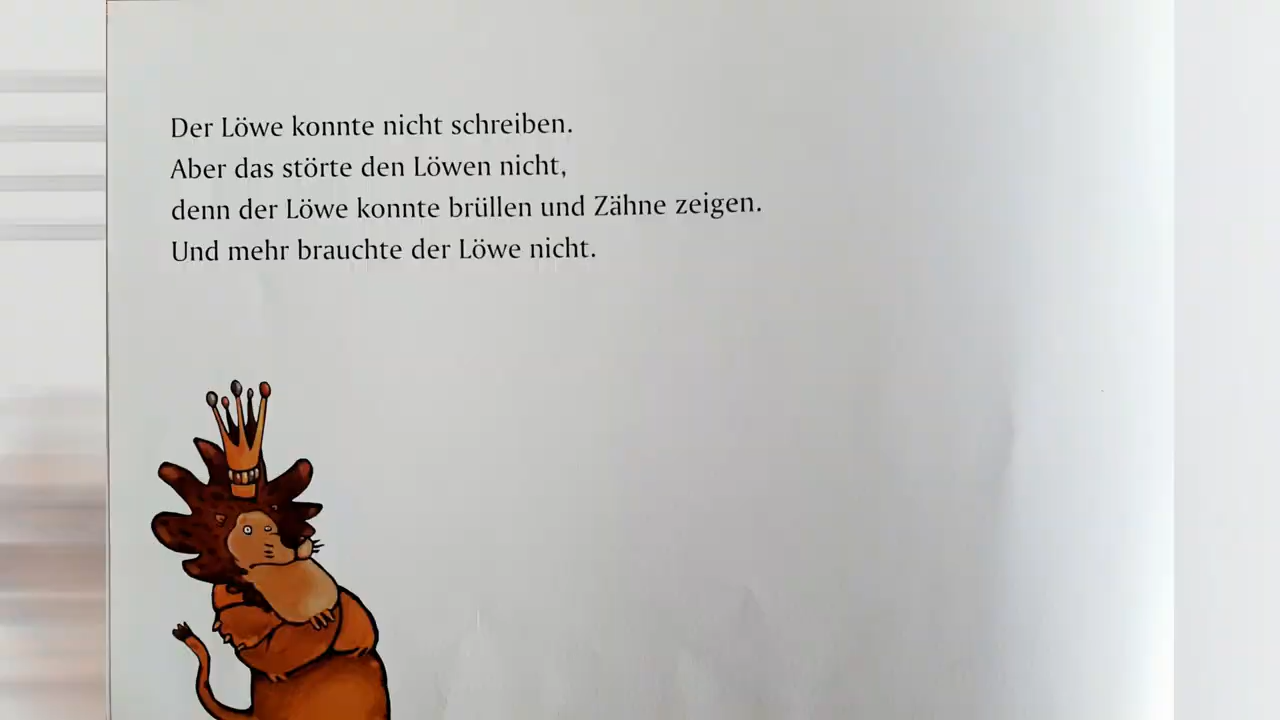 Der Löwe konnte nicht schreiben.
Aber das störte den Löwen nicht,
denn der Löwe konnte brüllen und Zähne zeigen.
Und mehr brauchte der Löwe nicht.